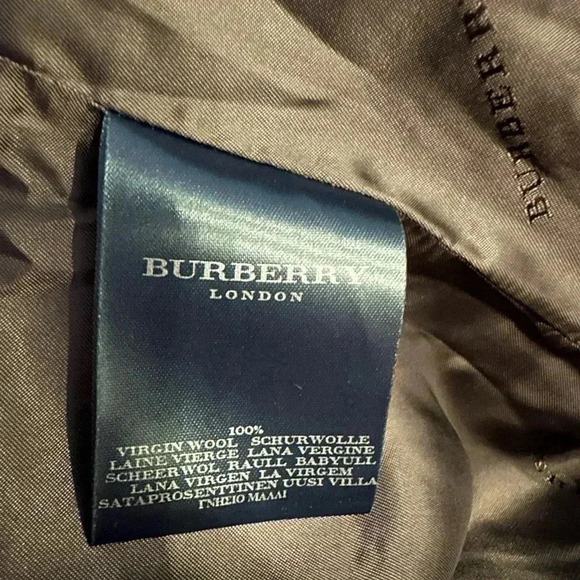 BURBERRY
BURBERRY
LONDON
100%
VIRGIN WOOL SCHURWOLLE
LAINE VIERGE LANA VERGINE
SCHEERWOL RAULL BABYULL
LANA VIRGEN LA VIRGEM
SATAPROSENTTINEN UUSI VILLA
ΓΝΗΣΙΟ ΜΑΛΛΙ